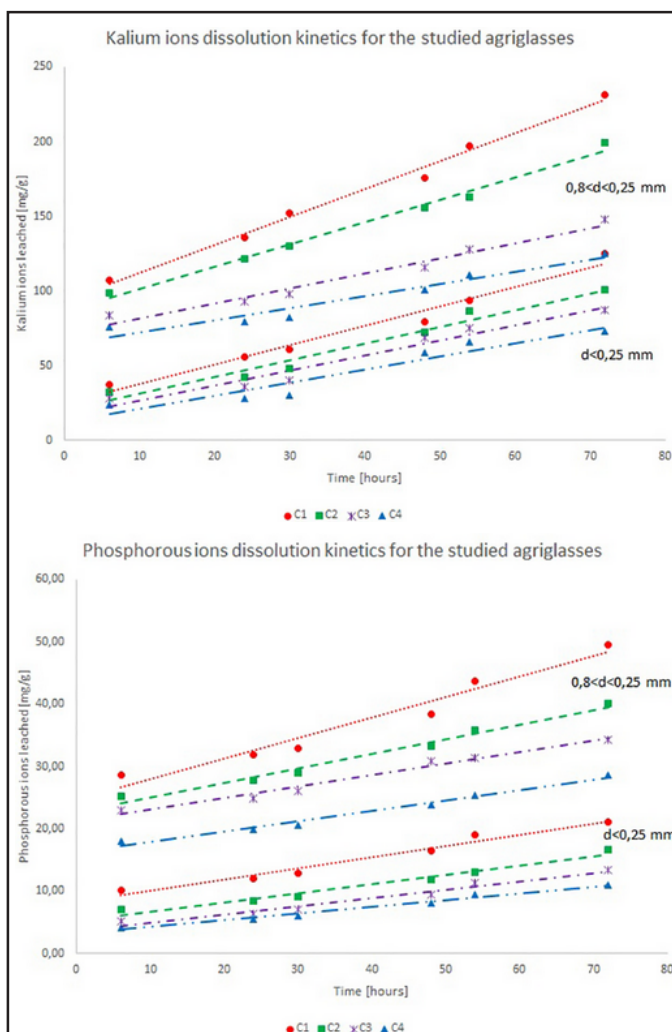 Kalium ions dissolution kinetics for the studied agriglasses
250
200
150
100
50
0
Kalium ions leached [mg/g]
0,8<d<0,25 mm
d<0,25 mm
0 10 20 30 40 50 60 70 80
Time [hours]
C1 C2 C3 C4
Phosphorous ions dissolution kinetics for the studied agriglasses
60,00
50,00
40,00
30,00
20,00
10,00
0,00
Phosphorous ions leached [mg/g]
0,8<d<0,25 mm
d<0,25 mm
0 10 20 30 40 50 60 70 80
Time [hours]
C1 C2 C3 C4